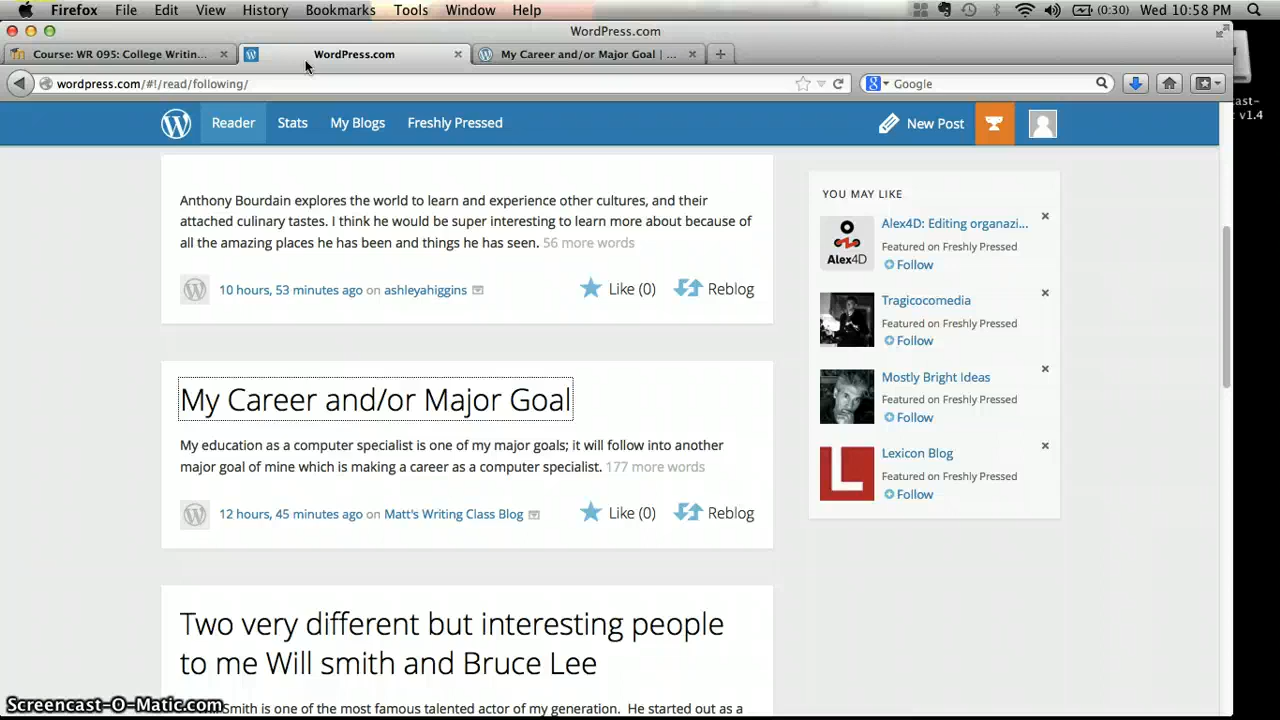 Firefox File Edit View History Bookmarks Tools Window Help (0:30) Wed 10:58 PM
WordPress.com
Course: WR 095: College Writin... WordPress.com My Career and/or Major Goal | ...
wordpress.com/#!/read/following/ Google
Reader Stats My Blogs Freshly Pressed New Post
cast-
t v1.4
Anthony Bourdain explores the world to learn and experience other cultures, and their
attached culinary tastes. I think he would be super interesting to learn more about because of
all the amazing places he has been and things he has seen. 56 more words
10 hours, 53 minutes ago on ashleyahiggins Like (0) Reblog
My Career and/or Major Goal
My education as a computer specialist is one of my major goals; it will follow into another
major goal of mine which is making a career as a computer specialist. 177 more words
12 hours, 45 minutes ago on Matt's Writing Class Blog Like (0) Reblog
Two very different but interesting people
to me Will smith and Bruce Lee
Smith is one of the most famous talented actor of my generation. He started out as a
YOU MAY LIKE
Alex4D
Alex4D: Editing organazi...
Featured on Freshly Pressed
Follow
Tragicocomedia
Featured on Freshly Pressed
Follow
Mostly Bright Ideas
Featured on Freshly Pressed
Follow
L
Lexicon Blog
Featured on Freshly Pressed
Follow
Screencast-O-Matic.com